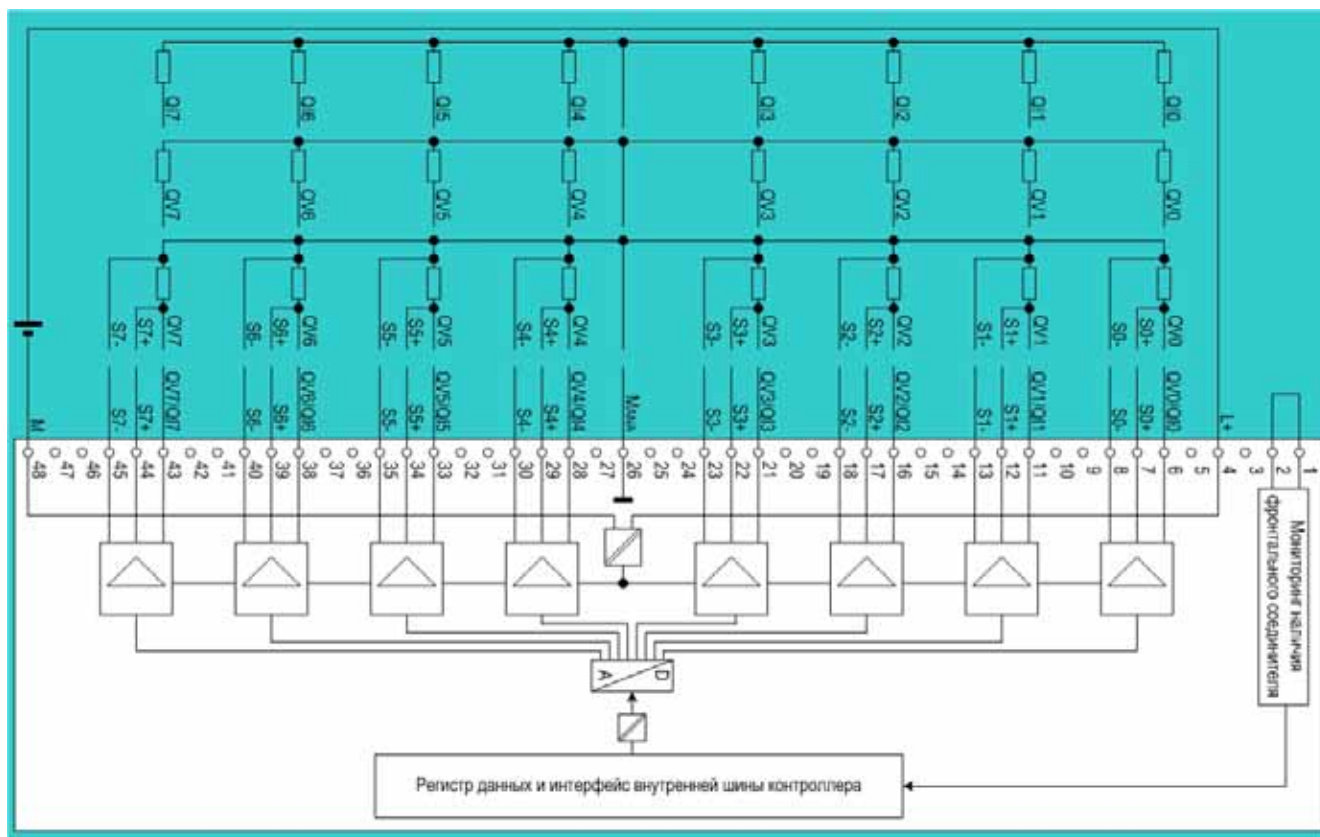 QI7 QI6 QI5 QI4 QI3 QI2 QI1 QI0
QV7 QV6 QV5 QV4 QV3 QV2 QV1 QV0
S7- S7+ QV7 S6- S6+ QV6 S5- S5+ QV5 S4- S4+ QV4 S3- S3+ QV3 S2- S2+ QV2 S1- S1+ QV1 S0- S0+ QV0
M S7- S7+ QV7/QI7 S6- S6+ QV6/QI6 S5- S5+ QV5/QI5 S4- S4+ QV4/QI4 MANA S3- S3+ QV3/QI3 S2- S2+ QV2/QI2 S1- S1+ QV1/QI1 S0- S0+ QV0/QI0 L+
48 47 46 45 44 43 42 41 40 39 38 37 36 35 34 33 32 31 30 29 28 27 26 25 24 23 22 21 20 19 18 17 16 15 14 13 12 11 10 9 8 7 6 5 4 3 2 1
Мониторинг наличия
фронтального соединителя
A D
Регистр данных и интерфейс внутренней шины контроллера